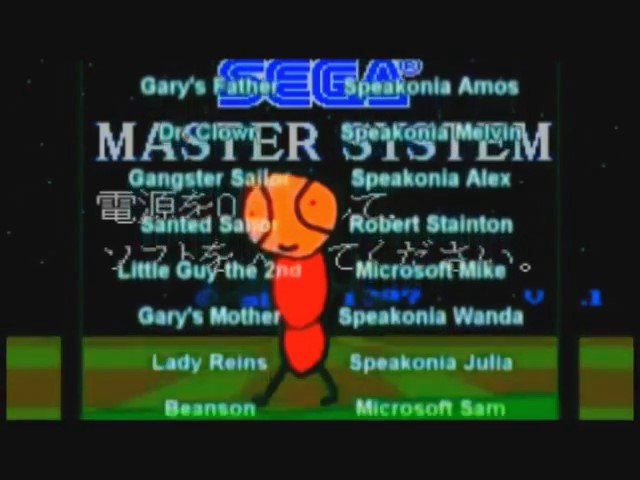 SEGA®
Gary's Father Speakonia Amos
Dr. Clown Speakonia Melvin
MASTER SYSTEM
Gangster Sailor Speakonia Alex
電源を て、
Santed Sailor Robert Stainton
ソフトを てください。
Little Guy the 2nd Microsoft Mike
Gary's Mother Speakonia Wanda
Lady Reins Speakonia Julia
Beanson Microsoft Sam